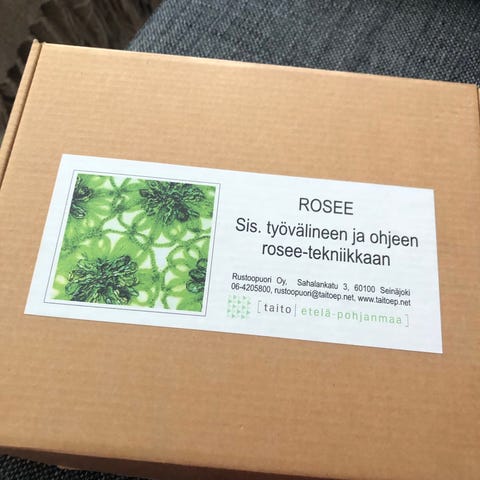 ROSEE
Sis. työvälineen ja ohjeen
rosee-tekniikkaan
Rustoopuori Oy, Sahalankatu 3, 60100 Seinäjoki
06-4205800, rustoopuori@taitoep.net, www.taitoep.net
[taito|etelä-pohjanmaa]